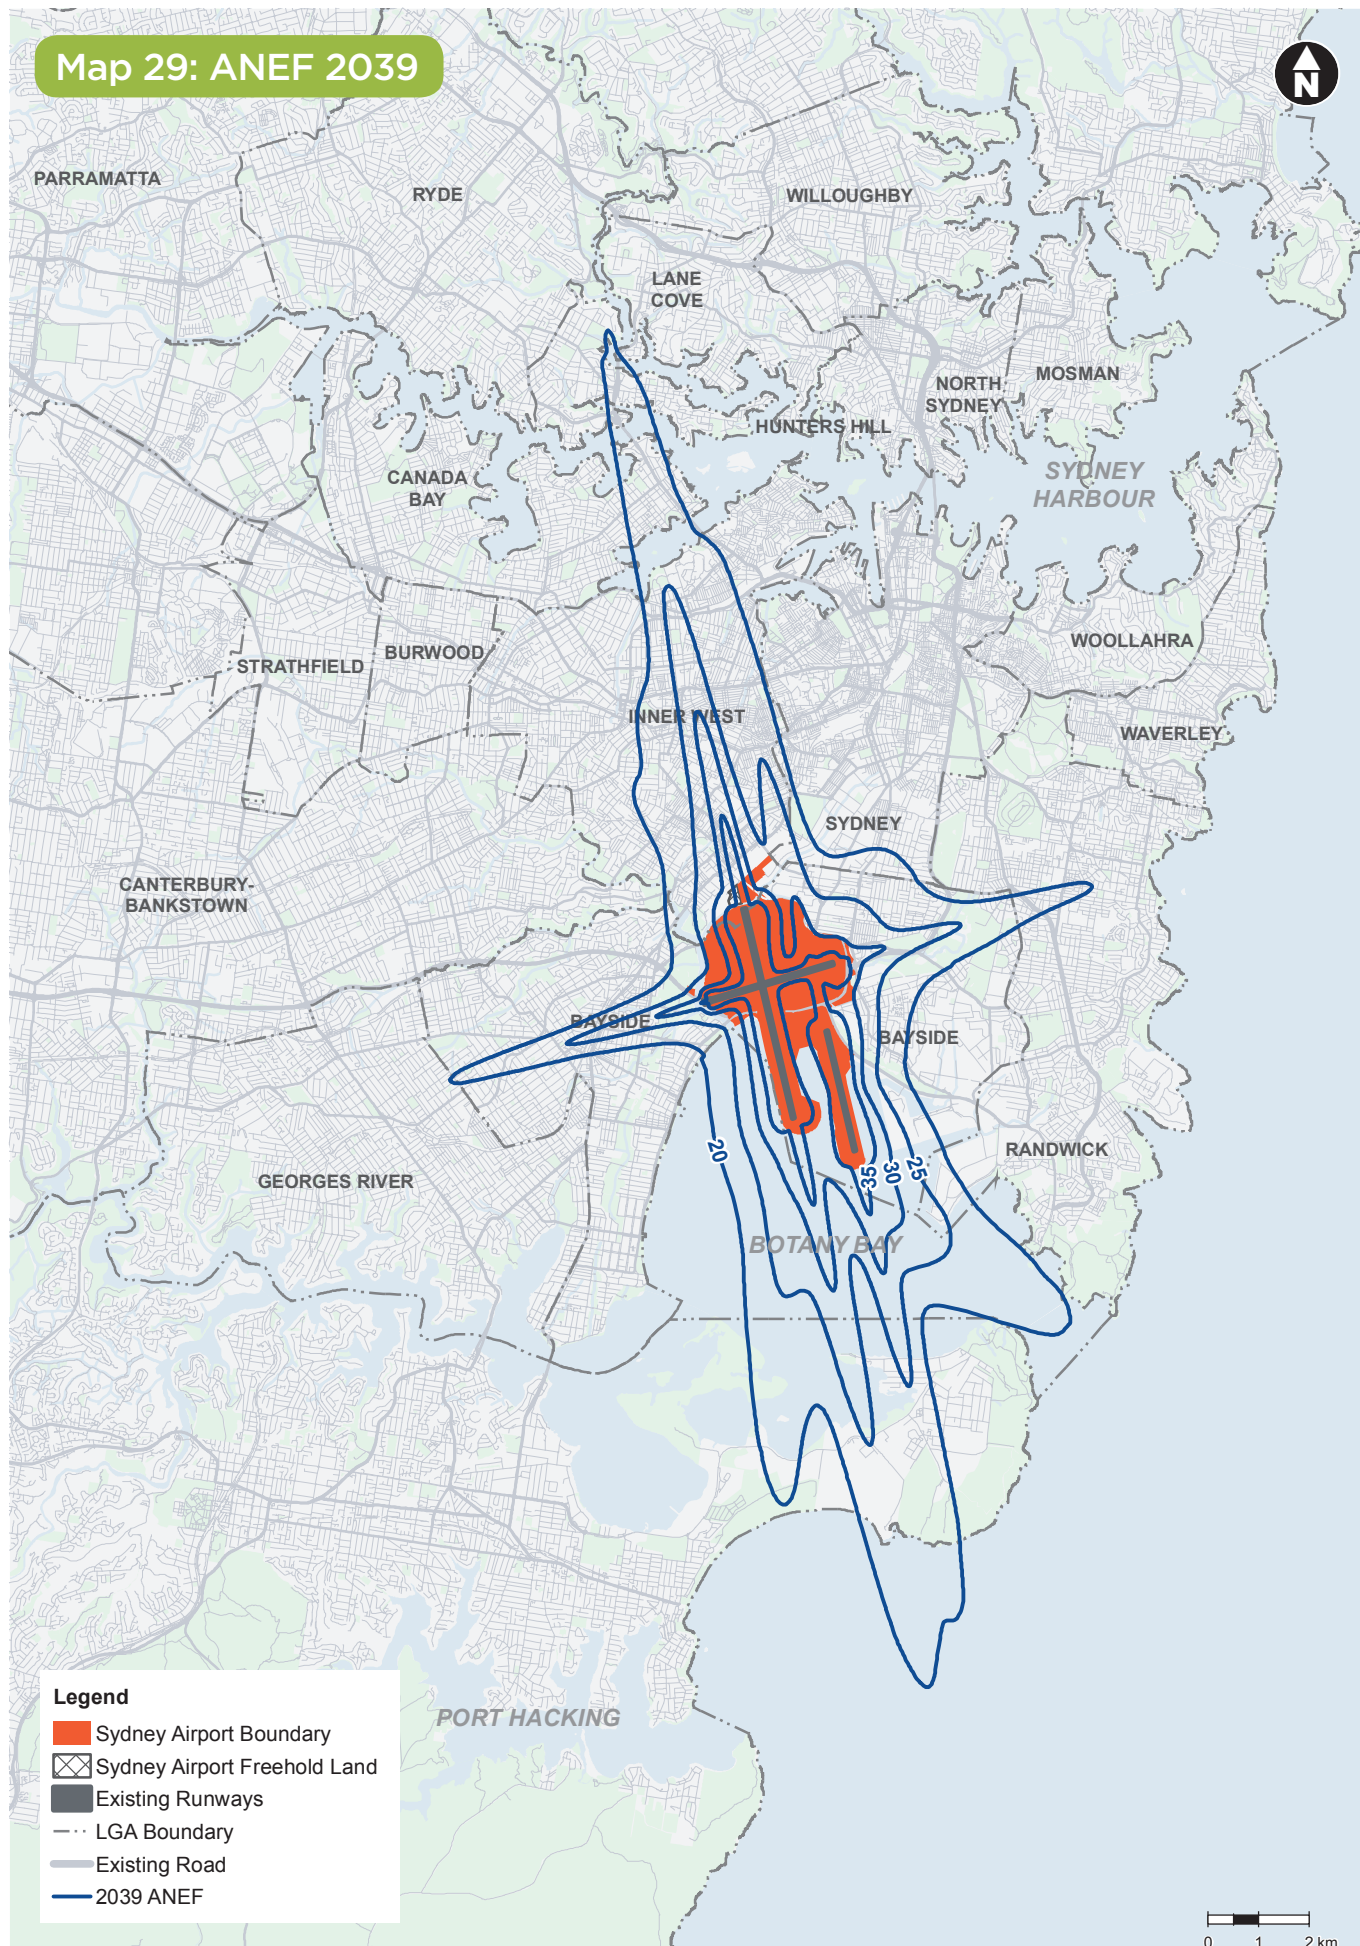 Map 29: ANEF 2039
N
PARRAMATTA
RYDE
WILLOUGHBY
LANE
COVE
MOSMAN
NORTH
SYDNEY
HUNTERS HILL
SYDNEY
HARBOUR
CANADA
BAY
WOOLLAHRA
BURWOOD
STRATHFIELD
INNER WEST
WAVERLEY
SYDNEY
CANTERBURY-
BANKSTOWN
BAYSIDE
BAYSIDE
RANDWICK
20
35
30
25
GEORGES RIVER
BOTANY BAY
PORT HACKING
Legend
Sydney Airport Boundary
Sydney Airport Freehold Land
Existing Runways
LGA Boundary
Existing Road
2039 ANEF
0 1 2 km